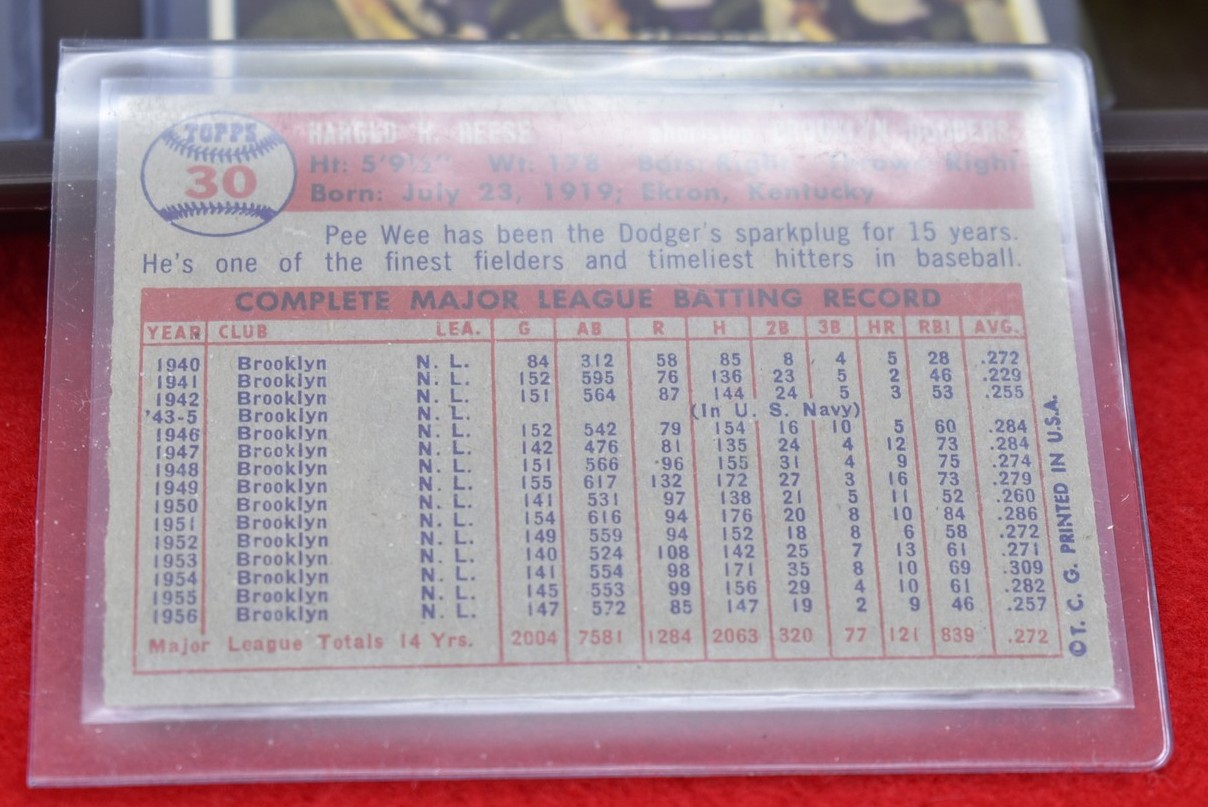 TOPPS
30
HAROLD H. REESE BROOKLYN DODGERS
Ht: 5'9½" Wt: 178 Bats: Right Throws: Right
Born: July 23, 1919; Ekron, Kentucky
Pee Wee has been the Dodger's sparkplug for 15 years.
He's one of the finest fielders and timeliest hitters in baseball.
COMPLETE MAJOR LEAGUE BATTING RECORD
YEAR CLUB LEA. G AB R H 2B 3B HR RBI AVG.
1940 Brooklyn N. L. 84 312 58 85 8 4 5 28 .272
1941 Brooklyn N. L. 152 595 76 136 23 5 2 46 .229
1942 Brooklyn N. L. 151 564 87 144 24 5 3 53 .255
'43-5 Brooklyn N. L. (In U. S. Navy)
1946 Brooklyn N. L. 152 542 79 154 16 10 5 60 .284
1947 Brooklyn N. L. 142 476 81 135 24 4 12 73 .284
1948 Brooklyn N. L. 151 566 96 155 31 4 9 75 .274
1949 Brooklyn N. L. 155 617 132 172 27 3 16 73 .279
1950 Brooklyn N. L. 141 531 97 138 21 5 11 52 .260
1951 Brooklyn N. L. 154 616 94 176 20 8 10 84 .286
1952 Brooklyn N. L. 149 559 94 152 18 8 6 58 .272
1953 Brooklyn N. L. 140 524 108 142 25 7 13 61 .271
1954 Brooklyn N. L. 141 554 98 171 35 8 10 69 .309
1955 Brooklyn N. L. 145 553 99 156 29 4 10 61 .282
1956 Brooklyn N. L. 147 572 85 147 19 2 9 46 .257
Major League Totals 14 Yrs. 2004 7581 1284 2063 320 77 121 839 .272
©T. C. G. PRINTED IN U.S.A.